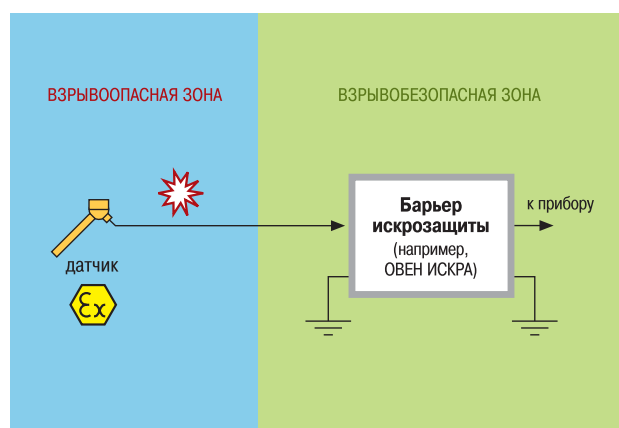 ВЗРЫВООПАСНАЯ ЗОНА
ВЗРЫВОБЕЗОПАСНАЯ ЗОНА
Барьер
искрозащиты
(например,
ОВЕН ИСКРА)
к прибору
датчик
Ex